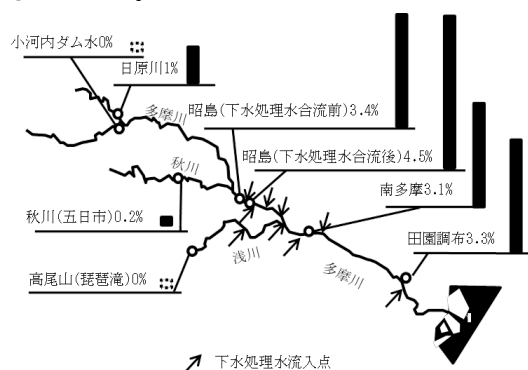 小河内ダム水0%
日原川1%
多摩川
昭島(下水処理水合流前)3.4%
秋川
昭島(下水処理水合流後)4.5%
南多摩3.1%
秋川(五日市)0.2%
田園調布3.3%
浅川
多摩川
高尾山(琵琶滝)0%
下水処理水流入点